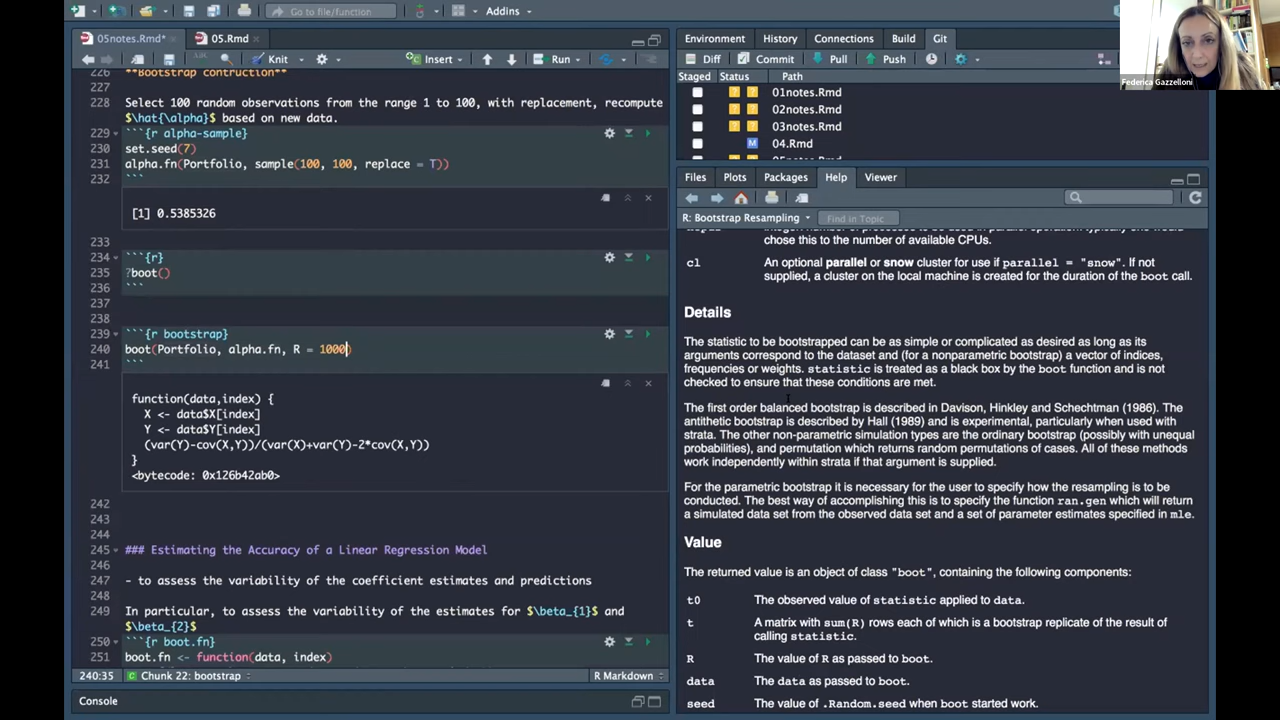 Go to file/function
Addins
05notes.Rmd*
05.Rmd
Knit
Insert
Run
226 **Bootstrap contruction**
227
228 Select 100 random observations from the range 1 to 100, with replacement, recompute
$\hat{\alpha}$ based on new data.
229 ```{r alpha-sample}
230 set.seed(7)
231 alpha.fn(Portfolio, sample(100, 100, replace = T))
232 ```
[1] 0.5385326
233
234 ```{r}
235 ?boot()
236 ```
237
238
239 ```{r bootstrap}
240 boot(Portfolio, alpha.fn, R = 1000)
241 ```
function(data,index) {
X <- data$X[index]
Y <- data$Y[index]
(var(Y)-cov(X,Y))/(var(X)+var(Y)-2*cov(X,Y))
}
<bytecode: 0x126b42ab0>
242
243
244
245 ### Estimating the Accuracy of a Linear Regression Model
246
247 - to assess the variability of the coefficient estimates and predictions
248
249 In particular, to assess the variability of the estimates for $\beta_{1}$ and
$\beta_{2}$
250 ```{r boot.fn}
251 boot.fn <- function(data, index)
240:35 Chunk 22: bootstrap R Markdown
Console
Environment History Connections Build Git
Diff Commit Pull Push
Staged Status Path
01notes.Rmd
02notes.Rmd
03notes.Rmd
M 04.Rmd
Files Plots Packages Help Viewer
R: Bootstrap Resampling Find in Topic
chose this to the number of available CPUs.
cl An optional parallel or snow cluster for use if parallel = "snow". If not
supplied, a cluster on the local machine is created for the duration of the boot call.
Details
The statistic to be bootstrapped can be as simple or complicated as desired as long as its
arguments correspond to the dataset and (for a nonparametric bootstrap) a vector of indices,
frequencies or weights. statistic is treated as a black box by the boot function and is not
checked to ensure that these conditions are met.
The first order balanced bootstrap is described in Davison, Hinkley and Schechtman (1986). The
antithetic bootstrap is described by Hall (1989) and is experimental, particularly when used with
strata. The other non-parametric simulation types are the ordinary bootstrap (possibly with unequal
probabilities), and permutation which returns random permutations of cases. All of these methods
work independently within strata if that argument is supplied.
For the parametric bootstrap it is necessary for the user to specify how the resampling is to be
conducted. The best way of accomplishing this is to specify the function ran.gen which will return
a simulated data set from the observed data set and a set of parameter estimates specified in mle.
Value
The returned value is an object of class "boot", containing the following components:
t0 The observed value of statistic applied to data.
t A matrix with sum(R) rows each of which is a bootstrap replicate of the result of
calling statistic.
R The value of R as passed to boot.
data The data as passed to boot.
seed The value of .Random.seed when boot started work.
Federica Gazzelloni